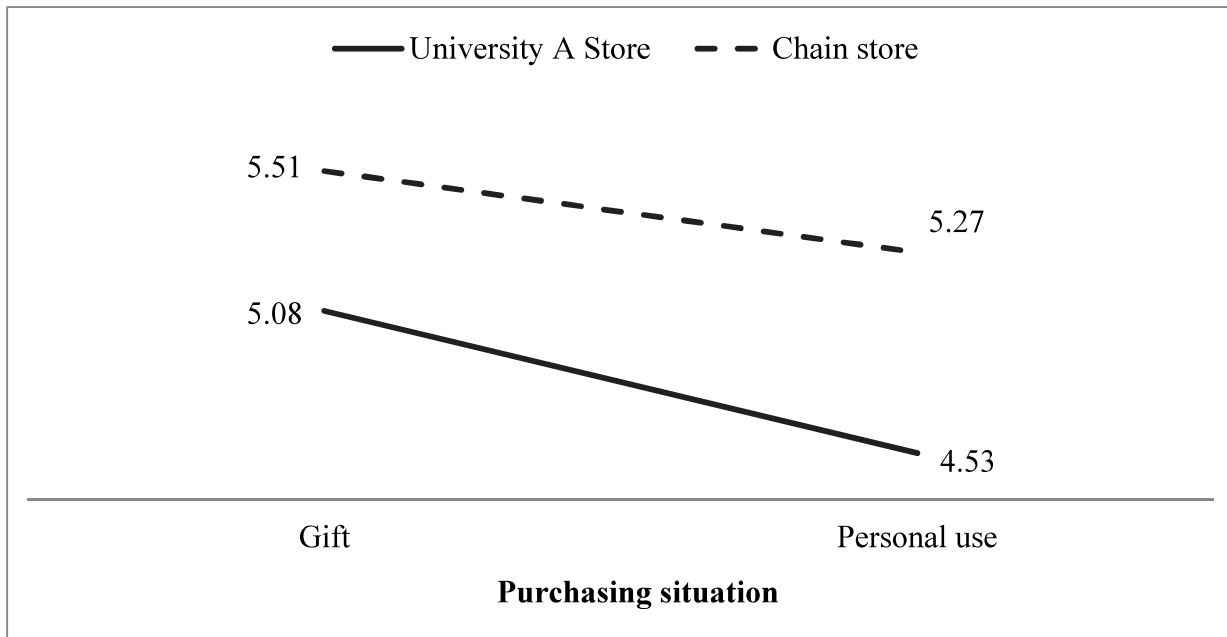 University A Store Chain store
5.51
5.27
5.08
4.53
Gift Personal use
Purchasing situation